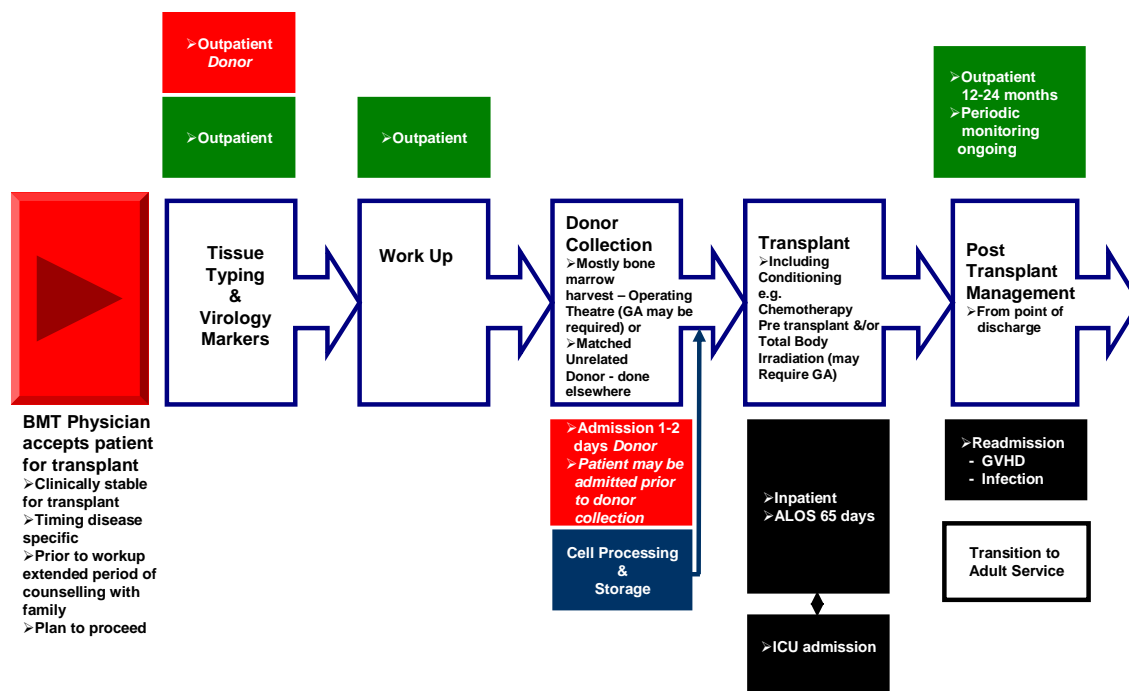 ➢Outpatient
Donor
➢Outpatient
➢Outpatient
➢Outpatient
12-24 months
➢Periodic
monitoring
ongoing
BMT Physician
accepts patient
for transplant
➢Clinically stable
for transplant
➢Timing disease
specific
➢Prior to workup
extended period of
counselling with
family
➢Plan to proceed
Tissue
Typing
&
Virology
Markers
Work Up
Donor
Collection
➢Mostly bone
marrow
harvest – Operating
Theatre (GA may be
required) or
➢Matched
Unrelated
Donor - done
elsewhere
➢Admission 1-2
days Donor
➢Patient may be
admitted prior
to donor
collection
Cell Processing
&
Storage
Transplant
➢Including
Conditioning
e.g.
Chemotherapy
Pre transplant &/or
Total Body
Irradiation (may
Require GA)
➢Inpatient
➢ALOS 65 days
➢ICU admission
Post
Transplant
Management
➢From point of
discharge
➢Readmission
- GVHD
- Infection
Transition to
Adult Service